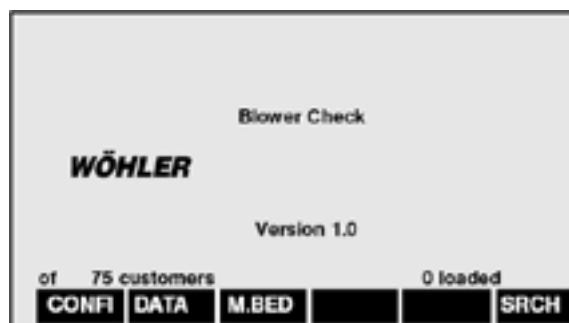 Blower Check
WÖHLER
Version 1.0
of 75 customers 0 loaded
CONFI DATA M.BED SRCH